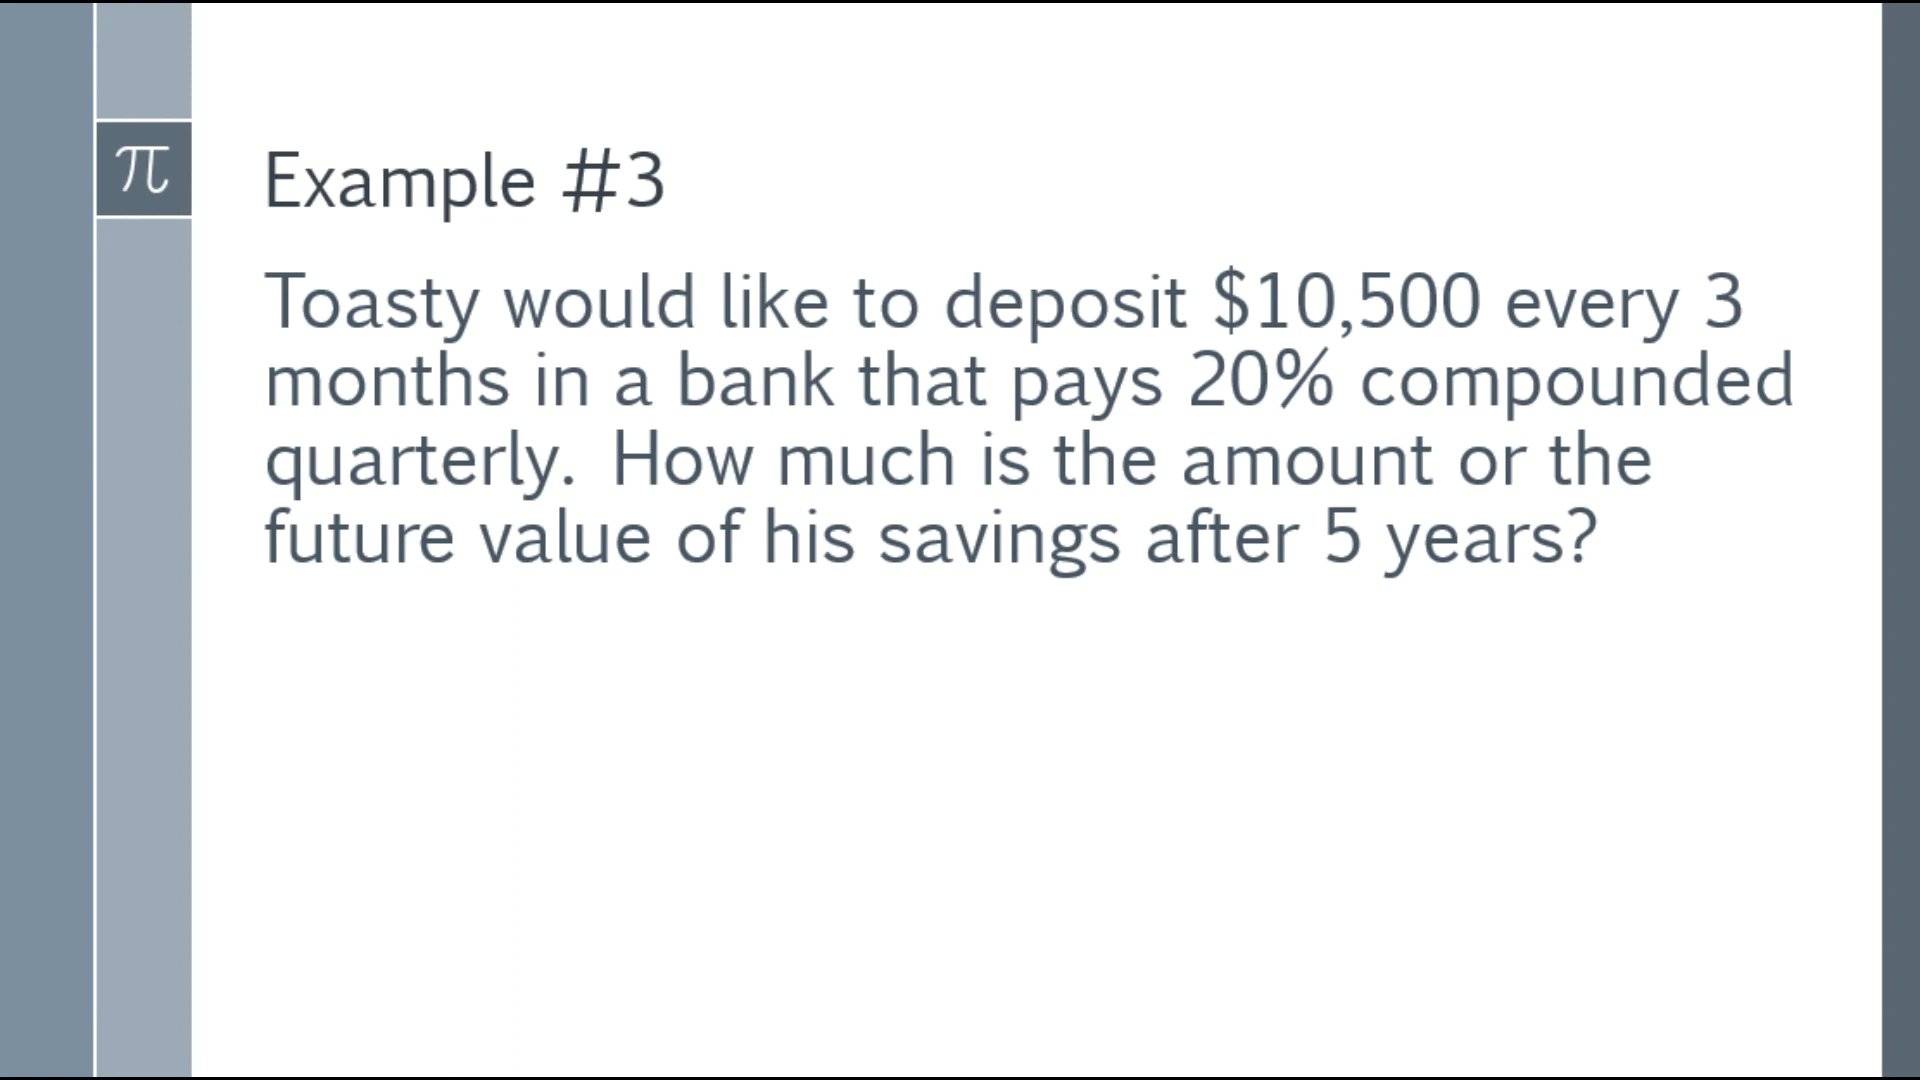 π
Example #3
Toasty would like to deposit $10,500 every 3
months in a bank that pays 20% compounded
quarterly. How much is the amount or the
future value of his savings after 5 years?